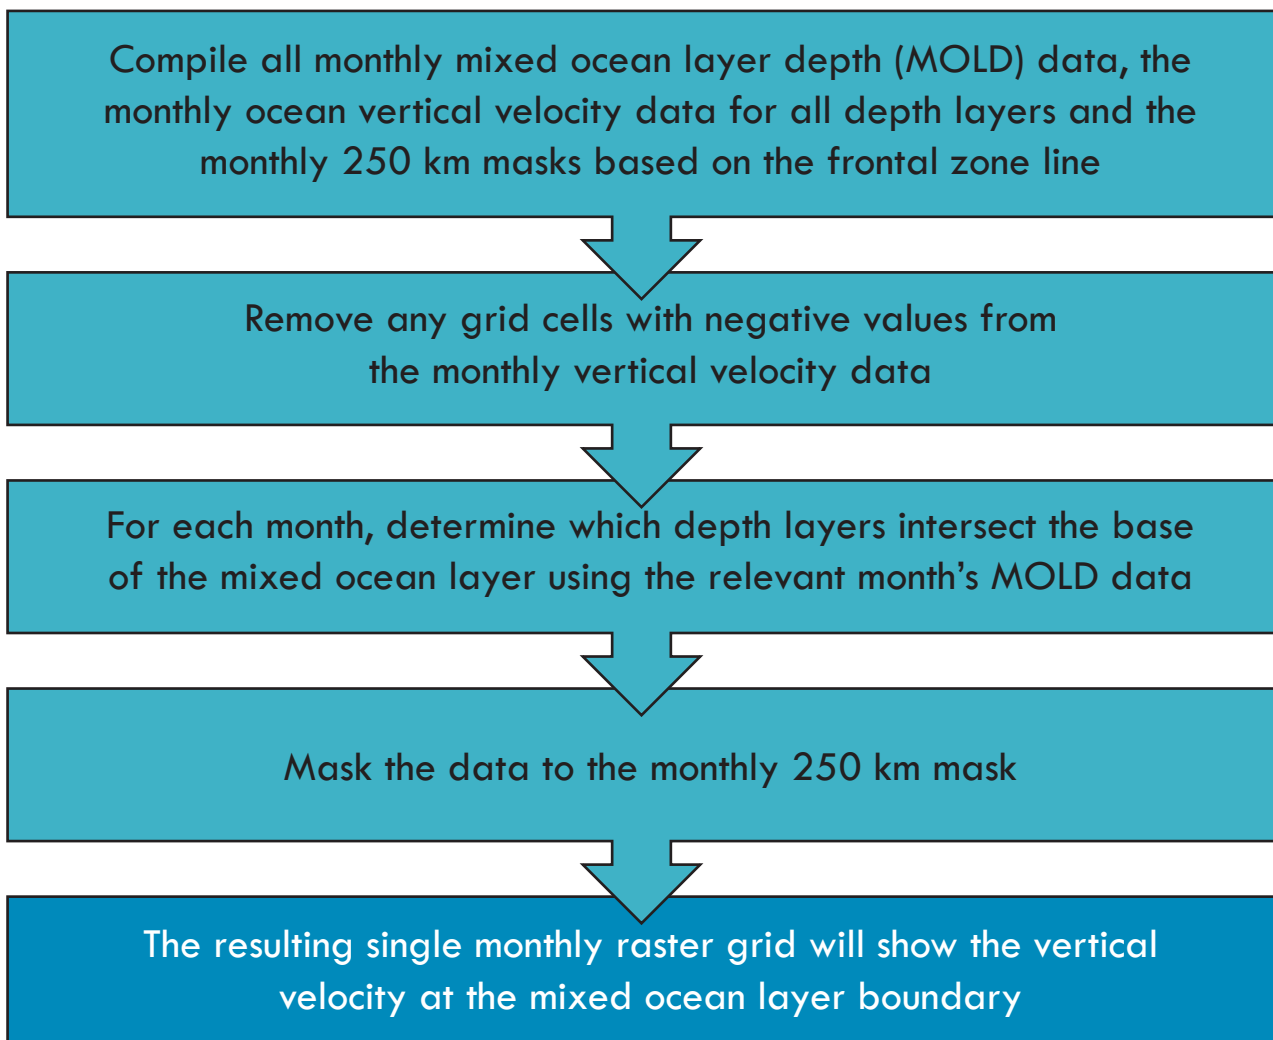 Compile all monthly mixed ocean layer depth (MOLD) data, the
monthly ocean vertical velocity data for all depth layers and the
monthly 250 km masks based on the frontal zone line
Remove any grid cells with negative values from
the monthly vertical velocity data
For each month, determine which depth layers intersect the base
of the mixed ocean layer using the relevant month’s MOLD data
Mask the data to the monthly 250 km mask
The resulting single monthly raster grid will show the vertical
velocity at the mixed ocean layer boundary